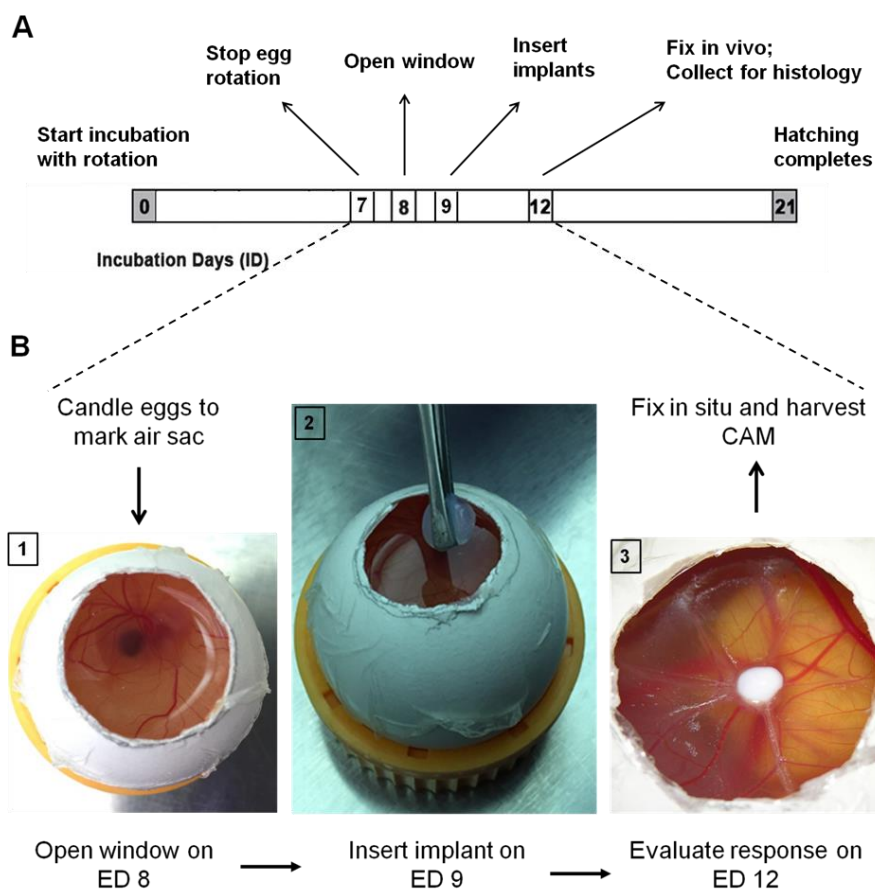 A
Stop egg
rotation
Open window
Insert
implants
Fix in vivo;
Collect for histology
Start incubation
with rotation
Hatching
completes
0 7 8 9 12 21
Incubation Days (ID)
B
Candle eggs to
mark air sac
Fix in situ and harvest
CAM
1
2
3
Open window on
ED 8
Insert implant on
ED 9
Evaluate response on
ED 12